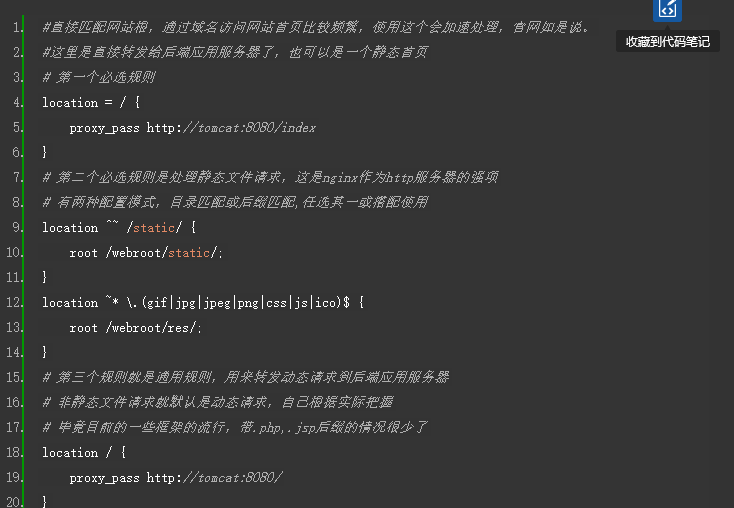 收藏到代码笔记
1. #直接匹配网站根，通过域名访问网站首页比较频繁，使用这个会加速处理，官网如是说。
2. #这里是直接转发给后端应用服务器了，也可以是一个静态首页
3. # 第一个必选规则
4. location = / {
5. proxy_pass http://tomcat:8080/index
6. }
7. # 第二个必选规则是处理静态文件请求，这是nginx作为http服务器的强项
8. # 有两种配置模式，目录匹配或后缀匹配,任选其一或搭配使用
9. location ^~ /static/ {
10. root /webroot/static/;
11. }
12. location ~* \.(gif|jpg|jpeg|png|css|js|ico)$ {
13. root /webroot/res/;
14. }
15. # 第三个规则就是通用规则，用来转发动态请求到后端应用服务器
16. # 非静态文件请求就默认是动态请求，自己根据实际把握
17. # 毕竟目前的一些框架的流行，带.php,.jsp后缀的情况很少了
18. location / {
19. proxy_pass http://tomcat:8080/
20. }